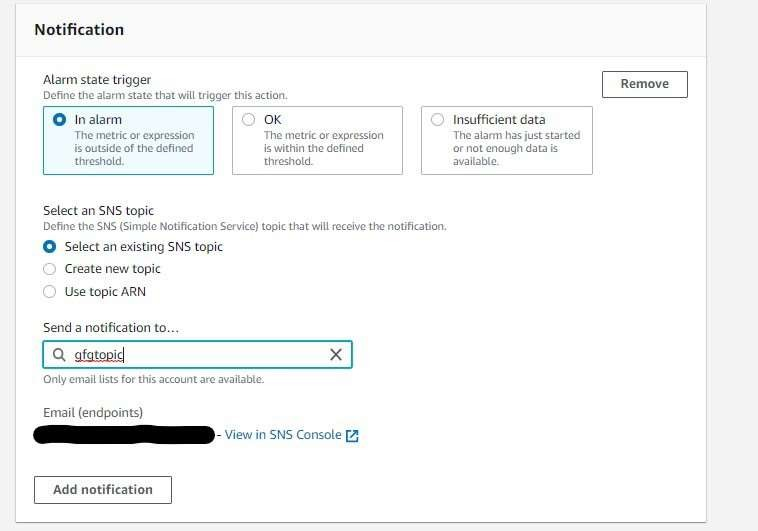 Notification
Alarm state trigger
Define the alarm state that will trigger this action.
Remove
In alarm
The metric or expression
is outside of the defined
threshold.
OK
The metric or expression
is within the defined
threshold.
Insufficient data
The alarm has just started
or not enough data is
available.
Select an SNS topic
Define the SNS (Simple Notification Service) topic that will receive the notification.
Select an existing SNS topic
Create new topic
Use topic ARN
Send a notification to...
gfgtopic
Only email lists for this account are available.
Email (endpoints)
- View in SNS Console
Add notification